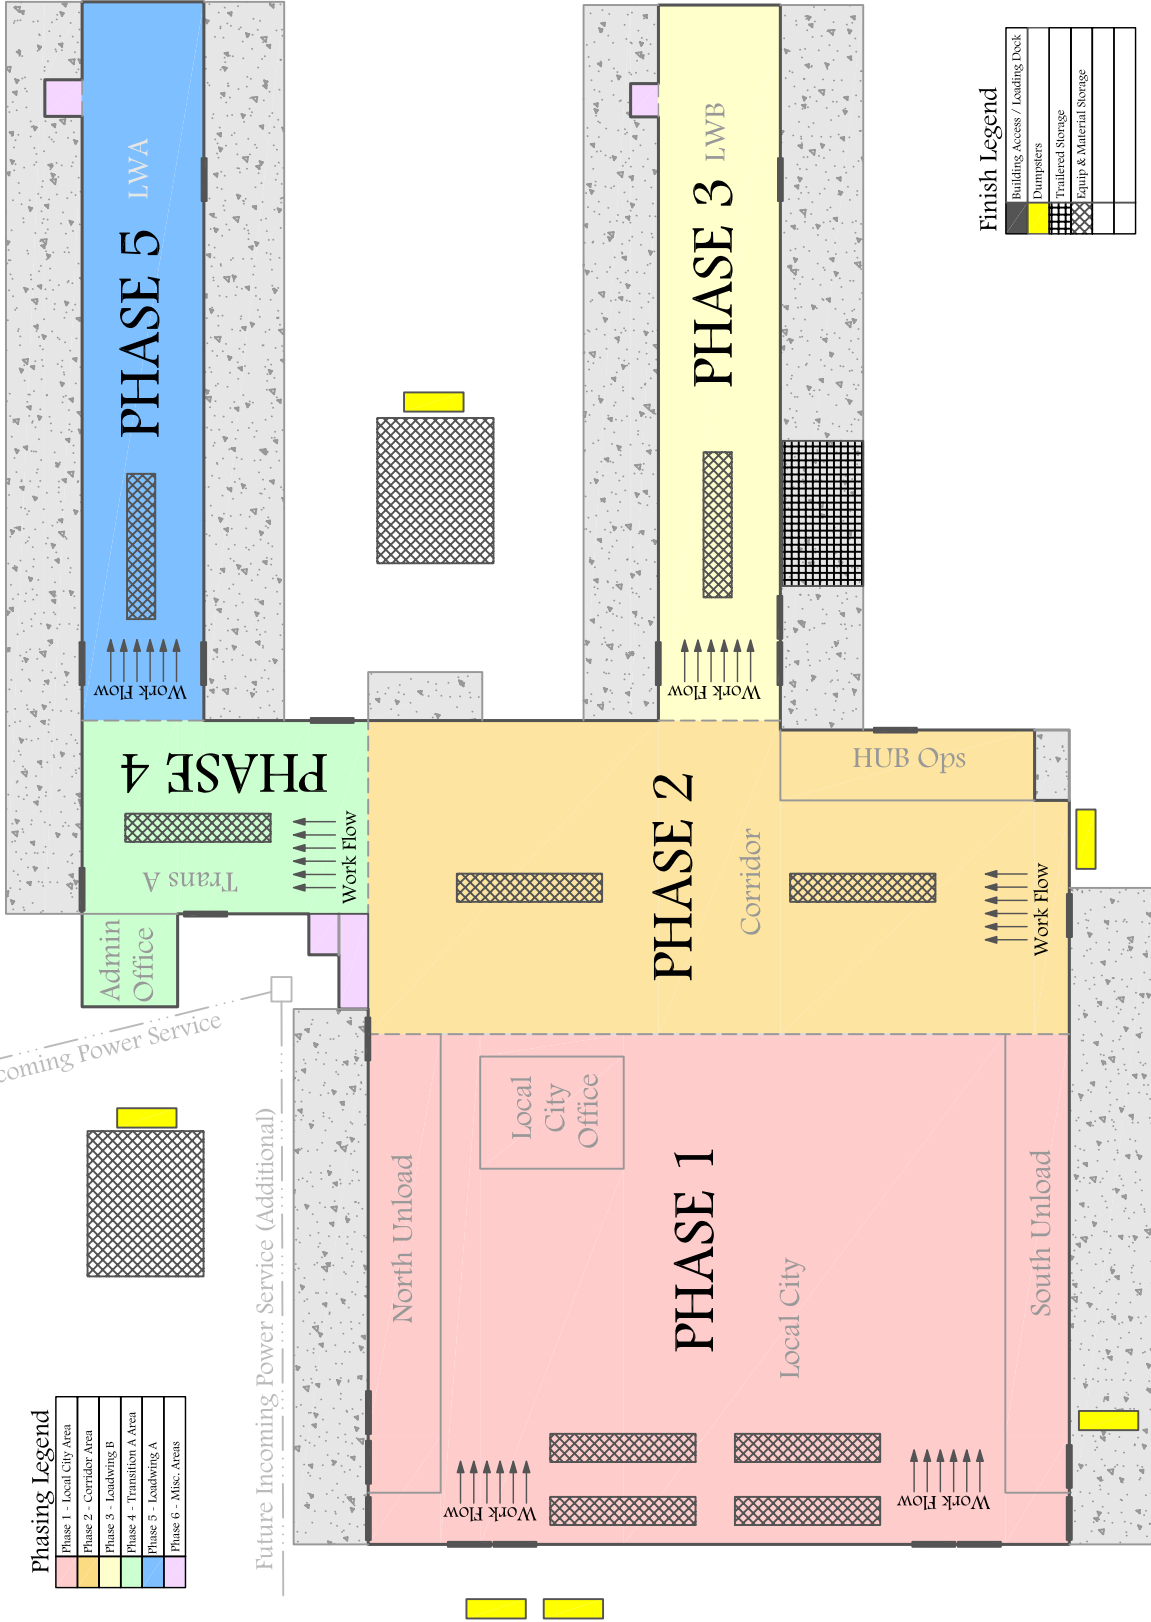 PHASE 5
LWA
Work Flow
PHASE 3
LWB
Work Flow
Finish Legend
Building Access / Loading Dock
Dumpsters
Trailered Storage
Equip & Material Storage
PHASE 4
Trans A
Work Flow
Admin
Office
PHASE 2
Corridor
HUB Ops
Work Flow
coming Power Service
Future Incoming Power Service (Additional)
North Unload
Local
City
Office
PHASE 1
Local City
South Unload
Work Flow
Work Flow
Phasing Legend
Phase 1 - Local City Area
Phase 2 - Corridor Area
Phase 3 - Loadwing B
Phase 4 - Transition A Area
Phase 5 - Loadwing A
Phase 6 - Misc. Areas